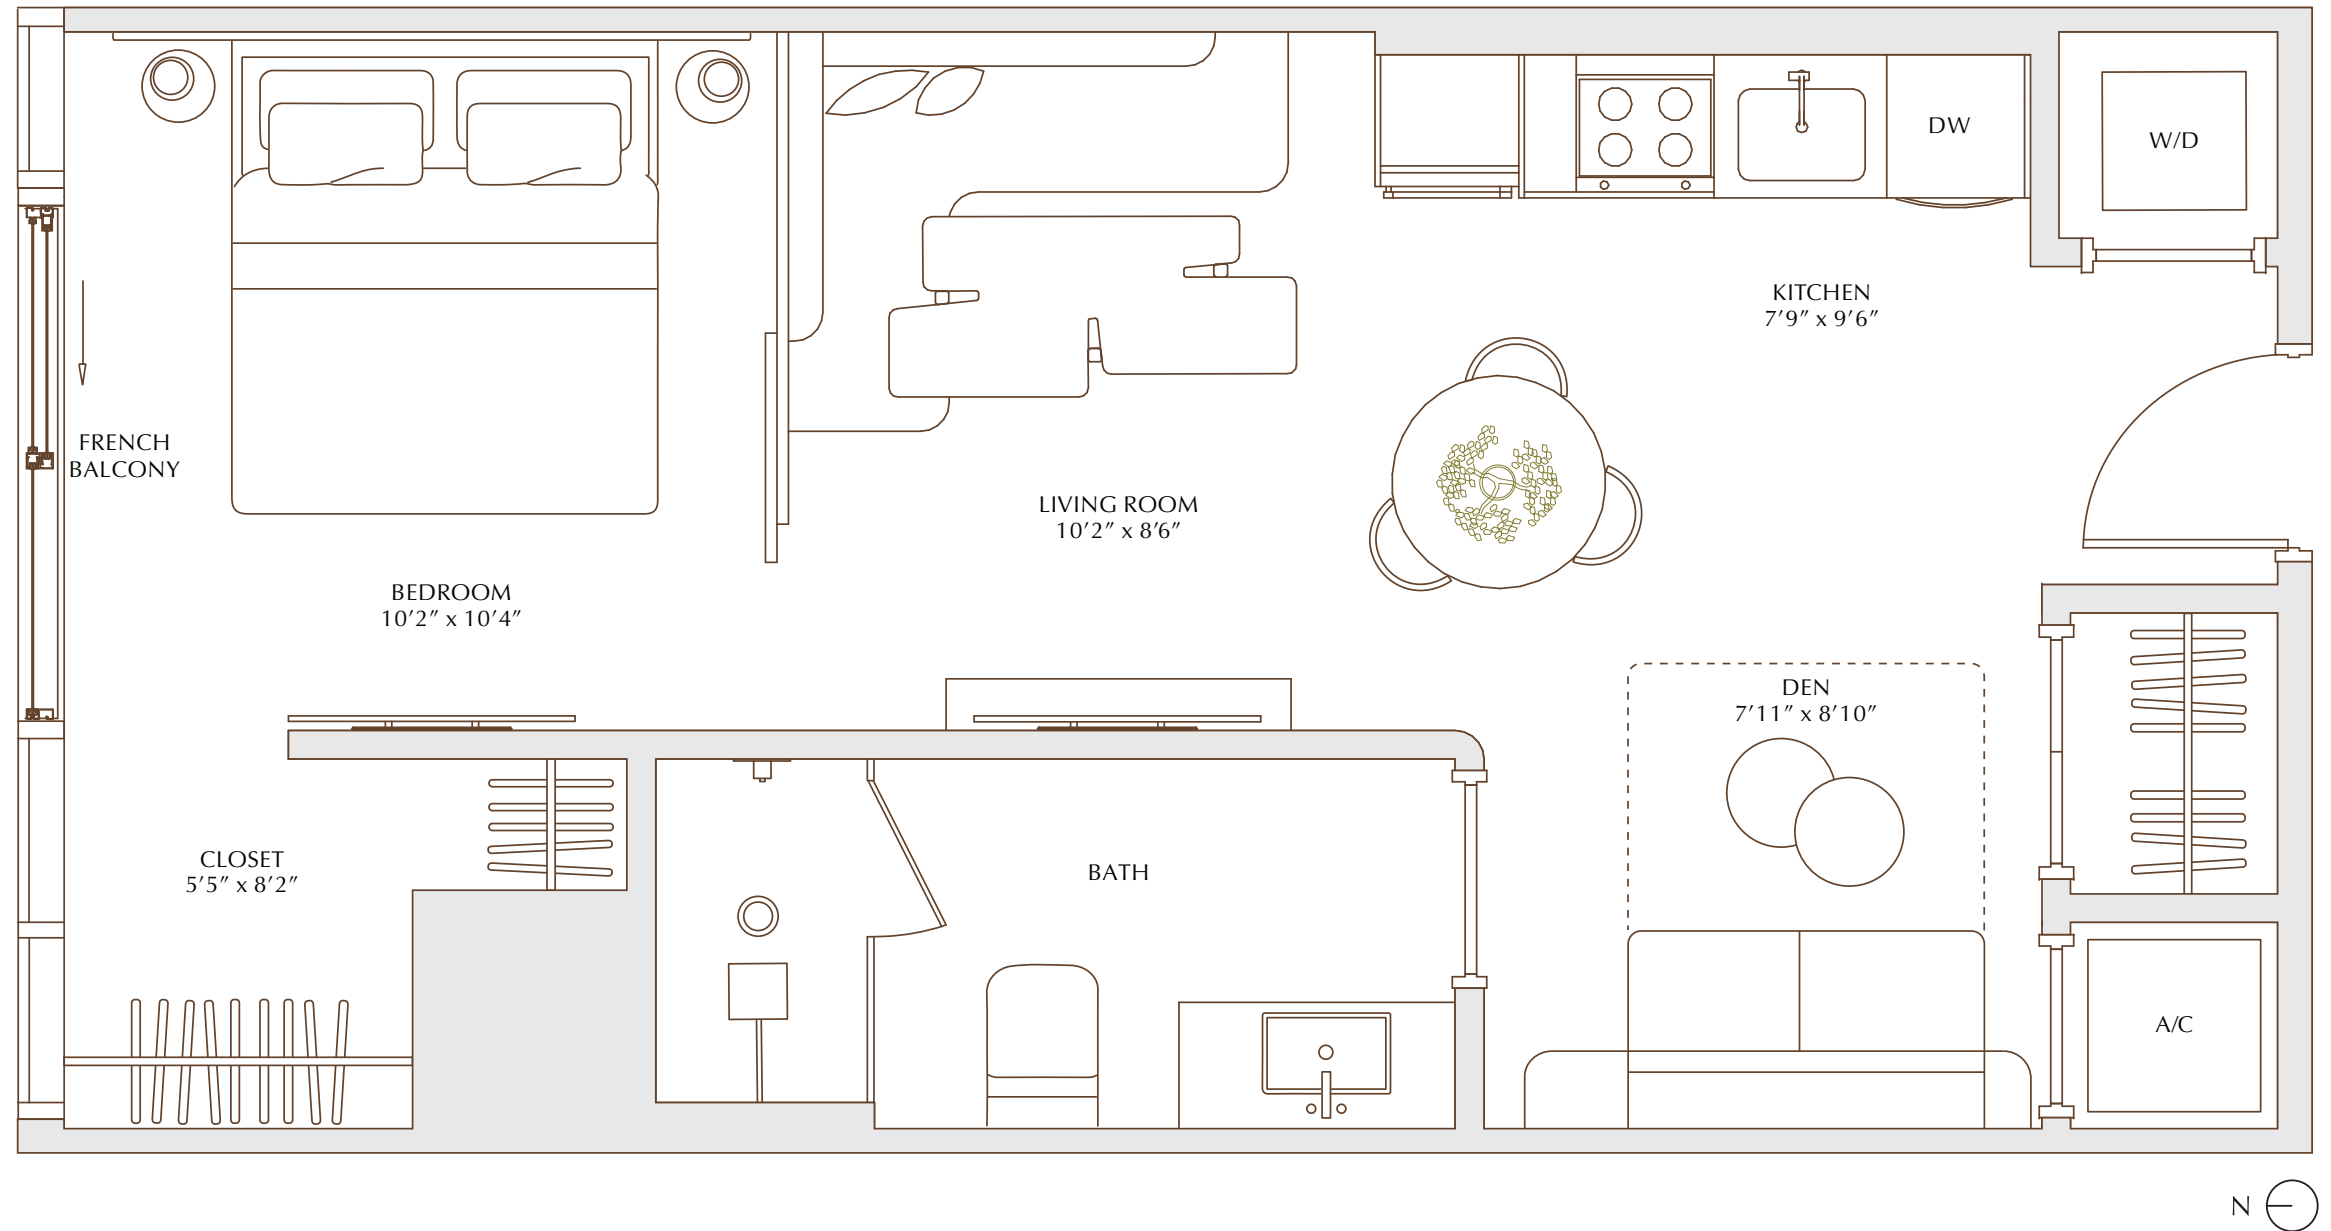 DW
W/D
KITCHEN
7’9” x 9’6”
FRENCH
BALCONY
LIVING ROOM
10’2” x 8’6”
BEDROOM
10’2” x 10’4”
DEN
7’11” x 8’10”
CLOSET
5’5” x 8’2”
BATH
A/C
N